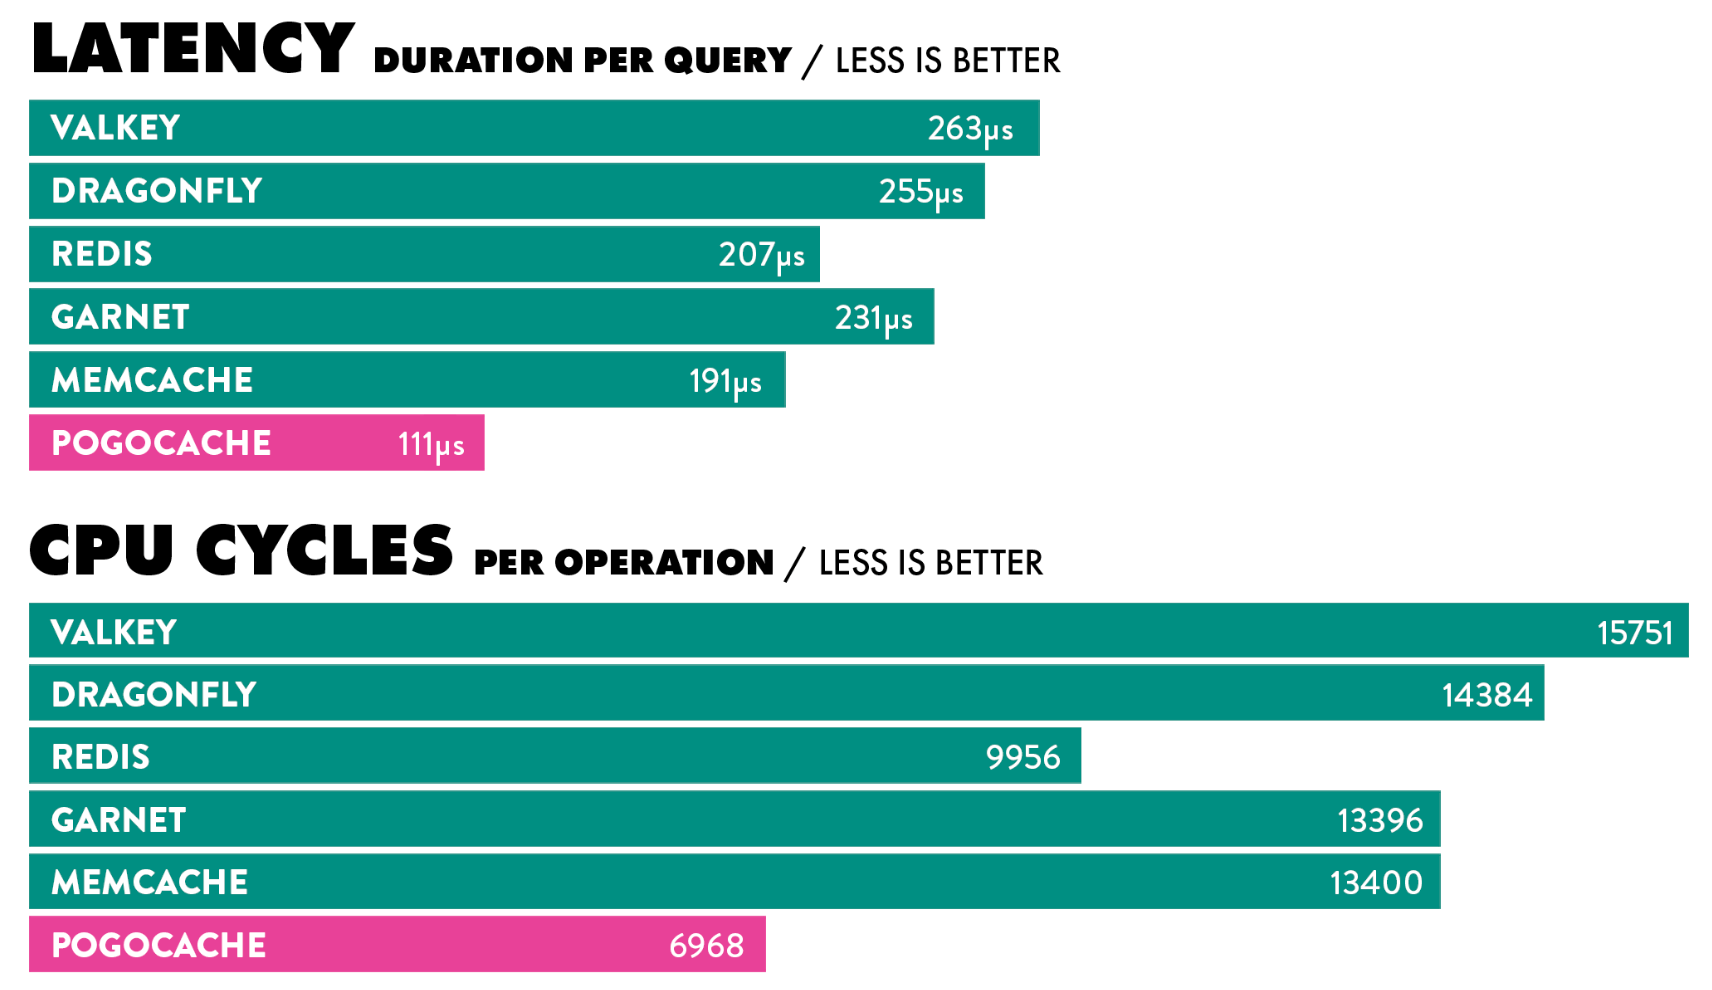 LATENCY DURATION PER QUERY / LESS IS BETTER
VALKEY 263µs
DRAGONFLY 255µs
REDIS 207µs
GARNET 231µs
MEMCACHE 191µs
POGOCACHE 111µs
CPU CYCLES PER OPERATION / LESS IS BETTER
VALKEY 15751
DRAGONFLY 14384
REDIS 9956
GARNET 13396
MEMCACHE 13400
POGOCACHE 6968